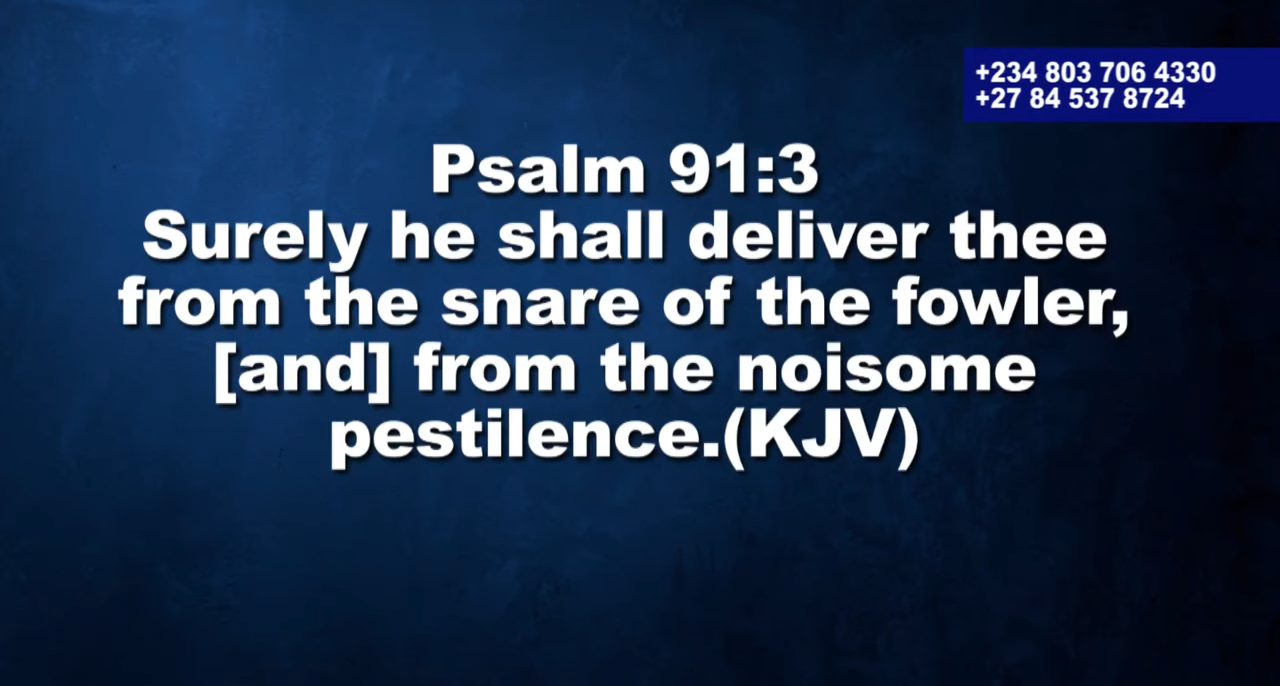 +234 803 706 4330
+27 84 537 8724
Psalm 91:3
Surely he shall deliver thee
from the snare of the fowler,
[and] from the noisome
pestilence.(KJV)